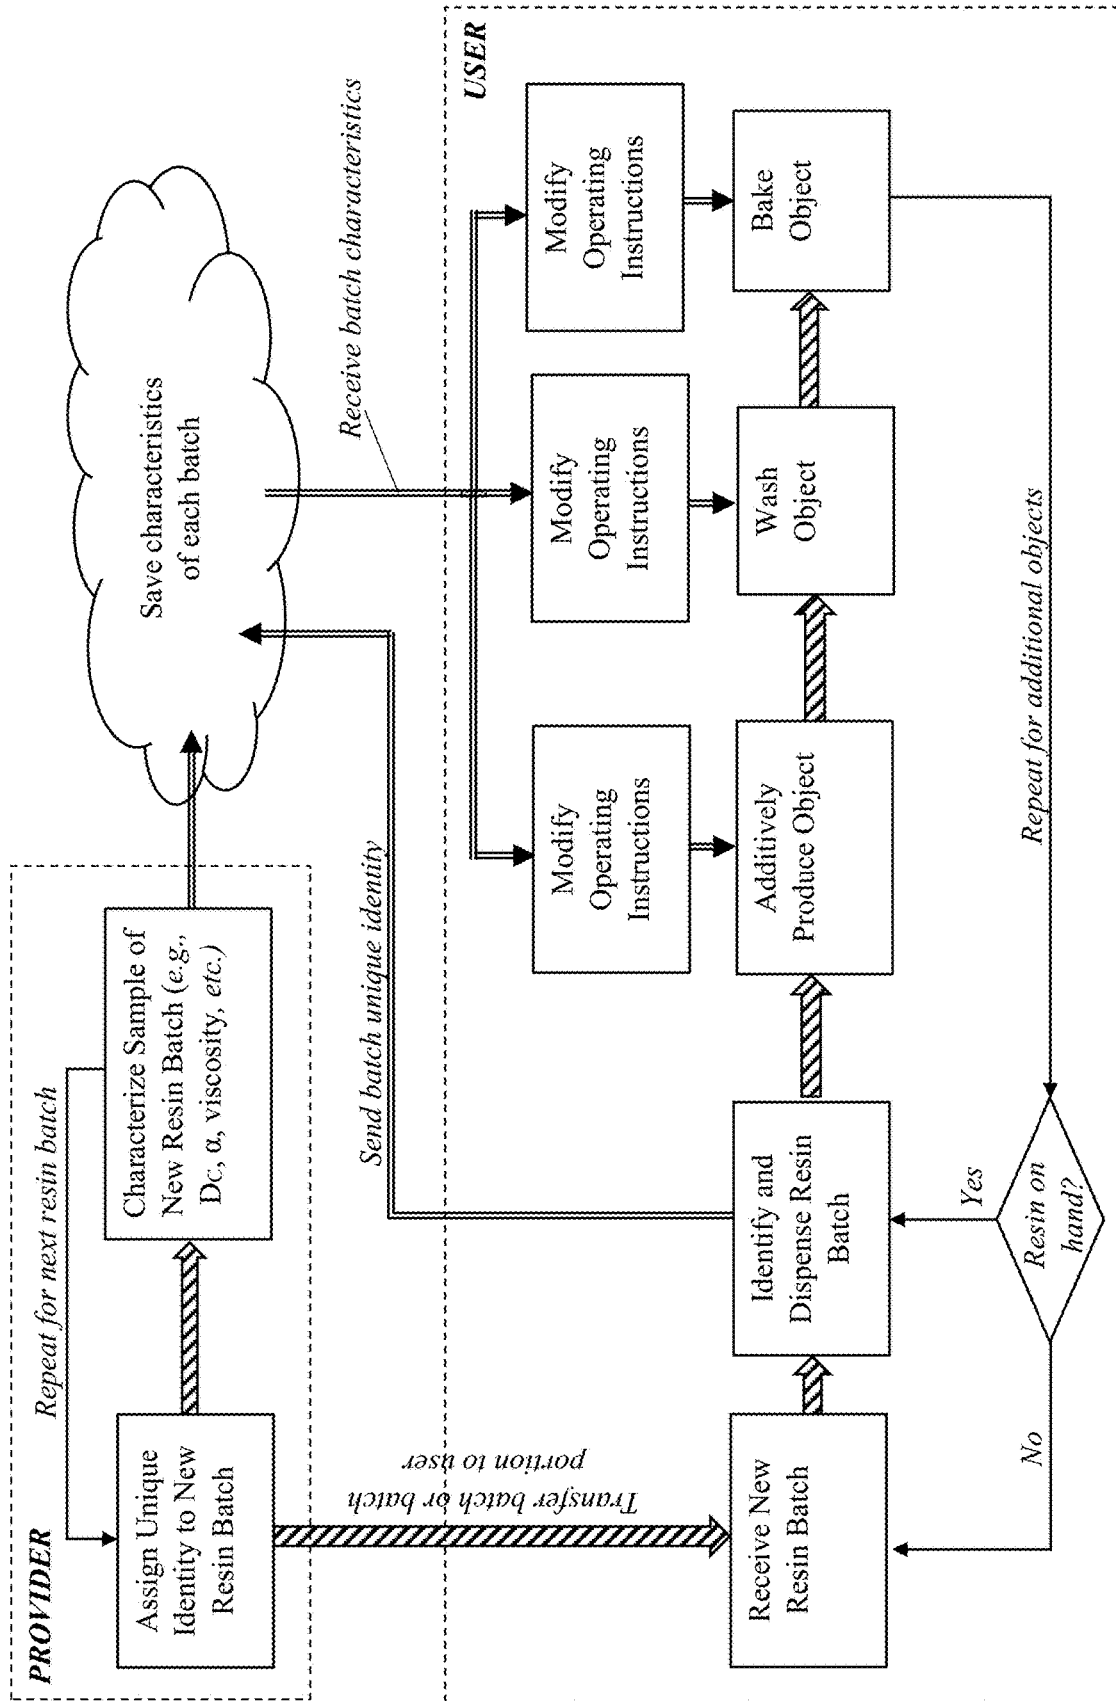 PROVIDER
Repeat for next resin batch
Assign Unique
Identity to New
Resin Batch
Characterize Sample of
New Resin Batch (e.g.,
Dc, α, viscosity, etc.)
Save characteristics
of each batch
Transfer batch or batch
portion to user
Send batch unique identity
Receive batch characteristics
USER
Modify
Operating
Instructions
Modify
Operating
Instructions
Modify
Operating
Instructions
Receive New
Resin Batch
Identify and
Dispense Resin
Batch
Additively
Produce Object
Wash
Object
Bake
Object
No
Resin on
hand?
Yes
Repeat for additional objects